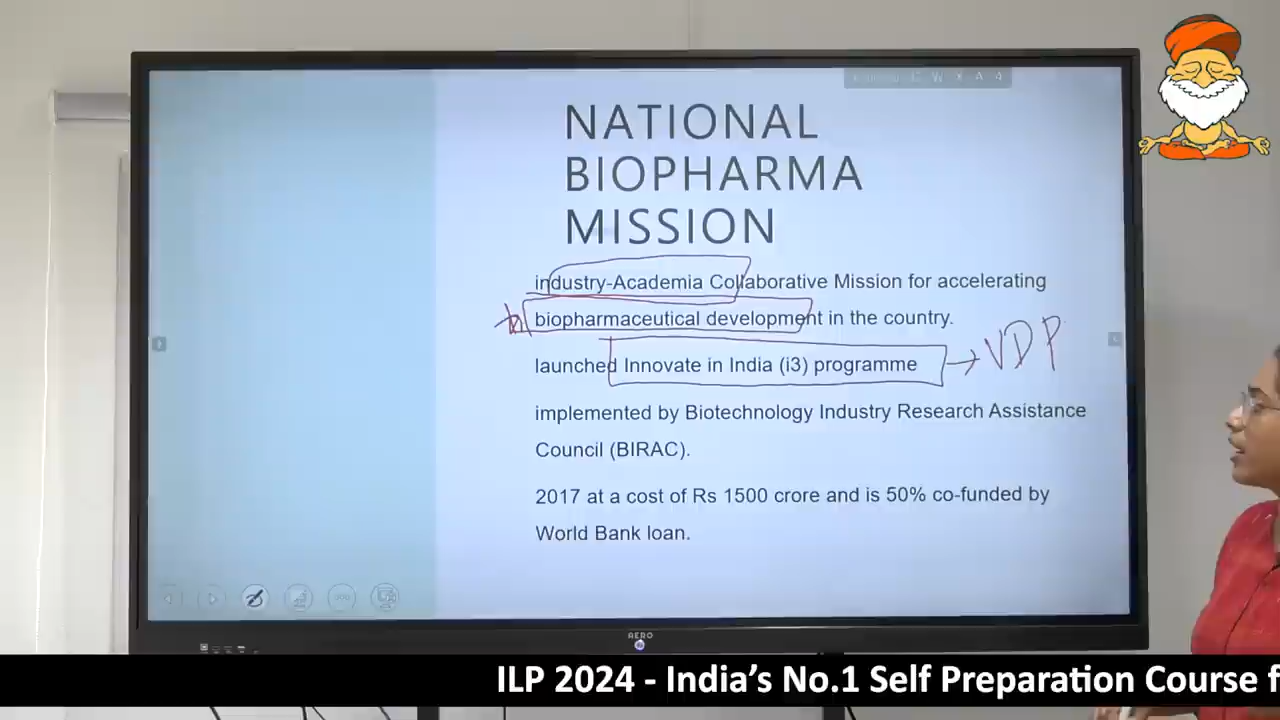 NATIONAL
BIOPHARMA
MISSION
industry-Academia Collaborative Mission for accelerating
biopharmaceutical development in the country.
launched Innovate in India (i3) programme → VDP
implemented by Biotechnology Industry Research Assistance
Council (BIRAC).
2017 at a cost of Rs 1500 crore and is 50% co-funded by
World Bank loan.
AERO
ILP 2024 - India’s No.1 Self Preparation Course f